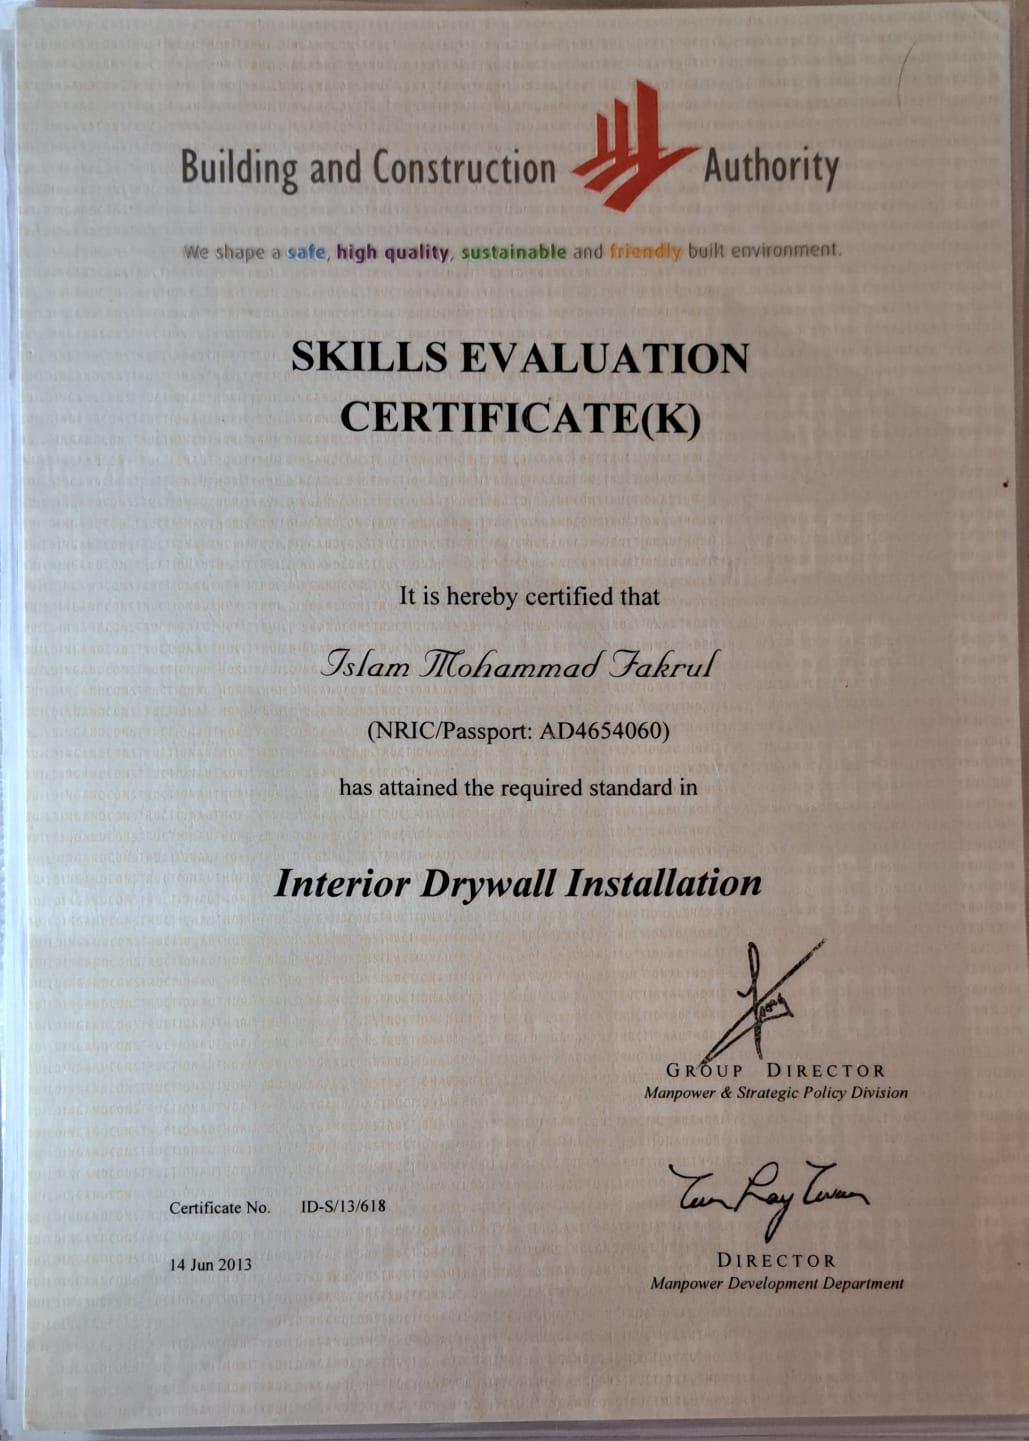 Building and Construction Authority
We shape a safe, high quality, sustainable and friendly built environment.
SKILLS EVALUATION
CERTIFICATE(K)
It is hereby certified that
Islam Mohammad Fakrul
(NRIC/Passport: AD4654060)
has attained the required standard in
Interior Drywall Installation
GROUP DIRECTOR
Manpower & Strategic Policy Division
Certificate No. ID-S/13/618
14 Jun 2013
DIRECTOR
Manpower Development Department